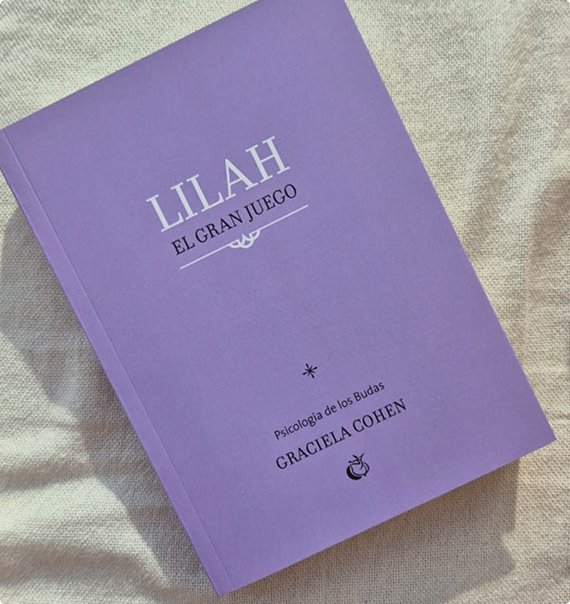 LILAH
EL GRAN JUEGO
Psicología de los Budas
GRACIELA COHEN